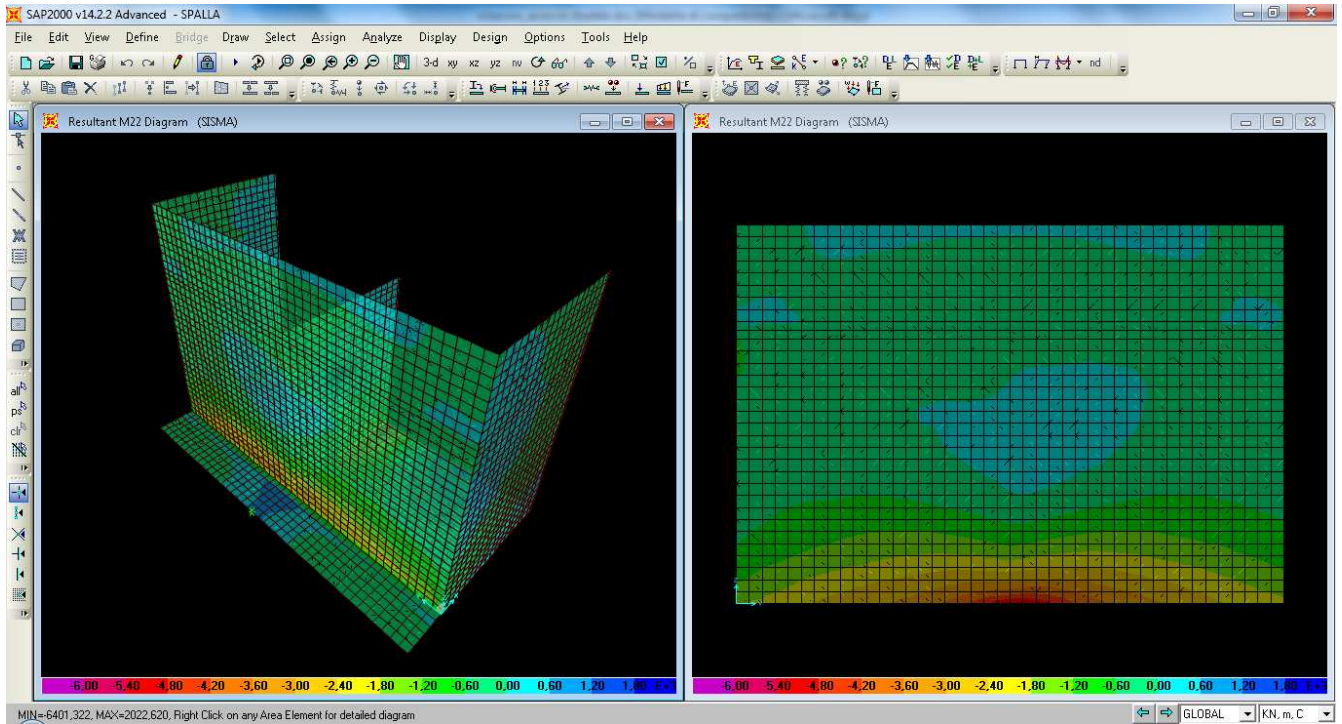 SAP2000 v14.2.2 Advanced - SPALLA
File Edit View Define Bridge Draw Select Assign Analyze Display Design Options Tools Help
3-d xy xz yz nv
nd
Resultant M22 Diagram (SISMA)
Resultant M22 Diagram (SISMA)
all
ps
clr
-6,00 -5,40 -4,80 -4,20 -3,60 -3,00 -2,40 -1,80 -1,20 -0,60 0,00 0,60 1,20
-6,00 -5,40 -4,80 -4,20 -3,60 -3,00 -2,40 -1,80 -1,20 -0,60 0,00 0,60 1,20
MIN=-6401,322, MAX=2022,620, Right Click on any Area Element for detailed diagram
GLOBAL
KN, m, C